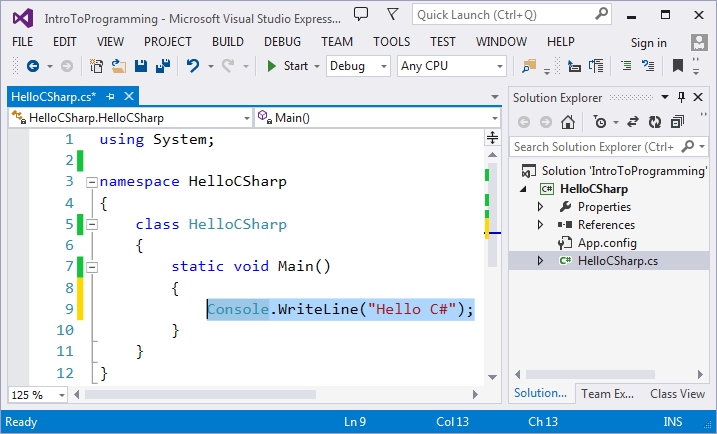 IntroToProgramming - Microsoft Visual Studio Express...
Quick Launch (Ctrl+Q)
FILE EDIT VIEW PROJECT BUILD DEBUG TEAM TOOLS TEST WINDOW HELP Sign in
Start Debug Any CPU
HelloCSharp.cs*
HelloCSharp.HelloCSharp Main()
1 using System;
2
3 namespace HelloCSharp
4 {
5 class HelloCSharp
6 {
7 static void Main()
8 {
9 Console.WriteLine("Hello C#");
10 }
11 }
12 }
125 %
Solution Explorer
Search Solution Explorer (Ctrl+
Solution 'IntroToProgramming'
C# HelloCSharp
Properties
References
App.config
C# HelloCSharp.cs
Solution... Team Ex... Class View
Ready Ln 9 Col 13 Ch 13 INS